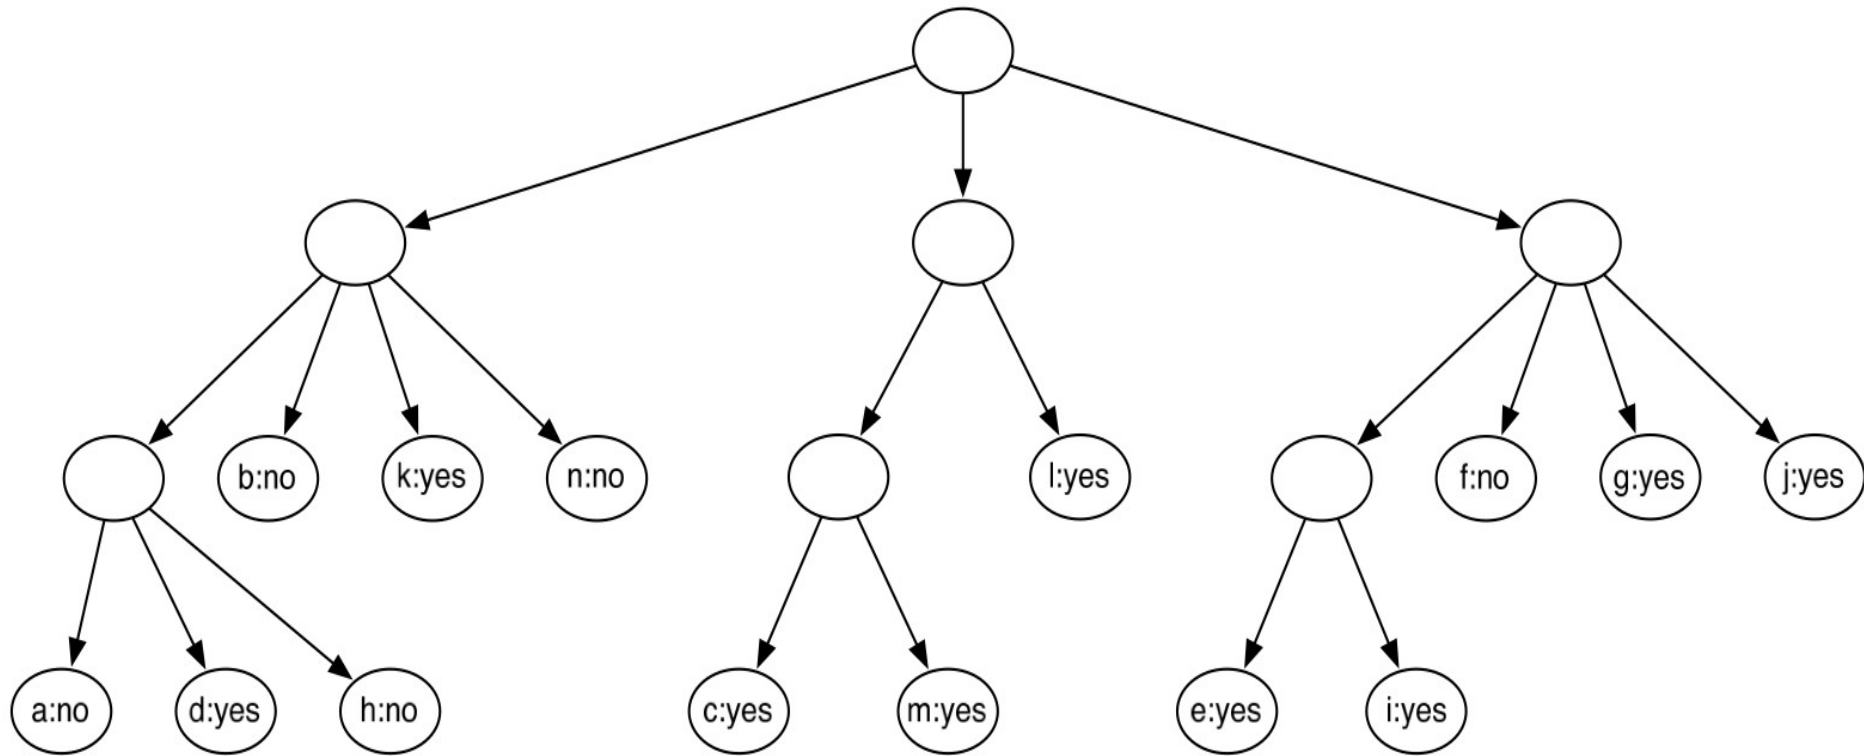 b:no
k:yes
n:no
l:yes
f:no
g:yes
j:yes
a:no
d:yes
h:no
c:yes
m:yes
e:yes
i:yes